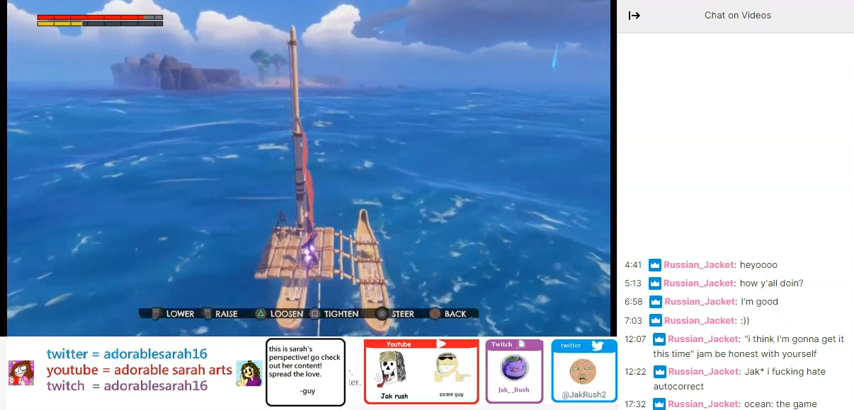 Chat on Videos
LOWER RAISE LOOSEN TIGHTEN STEER BACK
twitter = adorablesarah16
youtube = adorable sarah arts
twitch = adorablesarah16
this is sarah's
perspective! go check
out her content!
spread the love.
-guy
ter.
Youtube
Jak rush
some guy
Twitch
Jak_Rush
twitter
@JakRush2
4:41 Russian_Jacket: heyoooo
5:13 Russian_Jacket: how y'all doin?
6:58 Russian_Jacket: I'm good
7:03 Russian_Jacket: :))
12:07 Russian_Jacket: "i think I'm gonna get it
this time" jam be honest with yourself
12:22 Russian_Jacket: Jak* i fucking hate
autocorrect
17:32 Russian_Jacket: ocean: the game